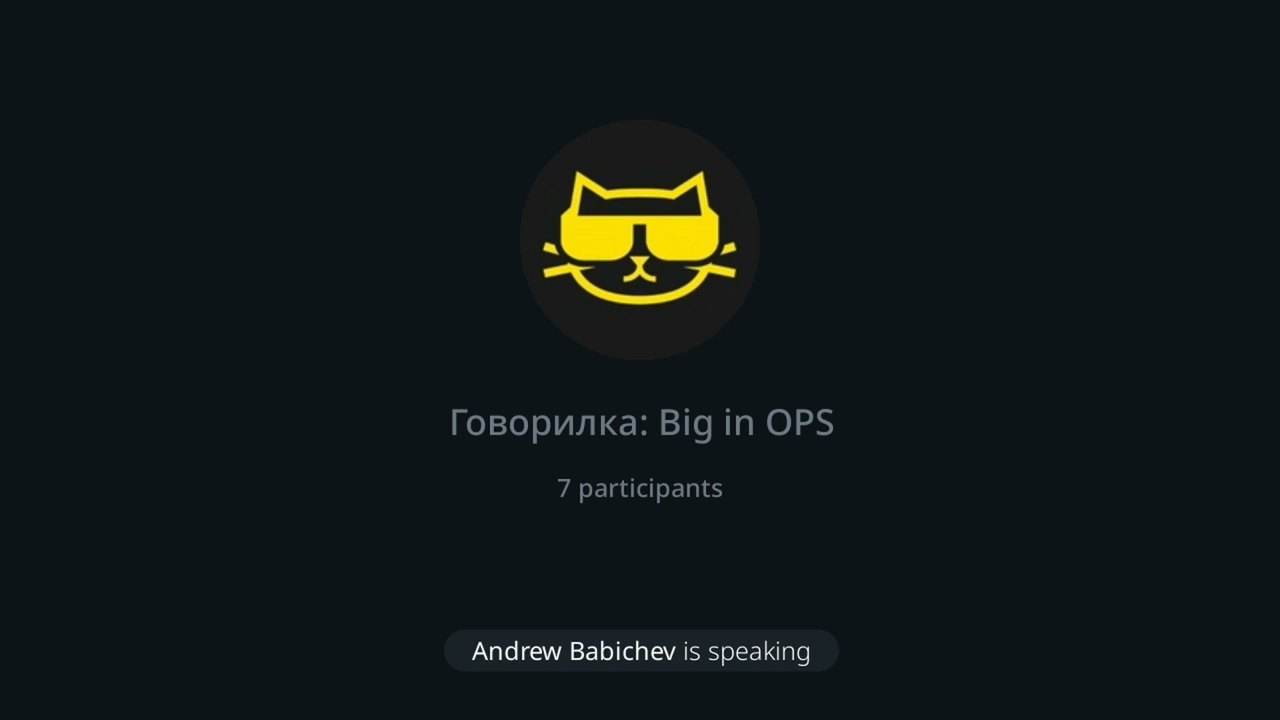 Говорилка: Big in OPS
7 participants
Andrew Babichev is speaking